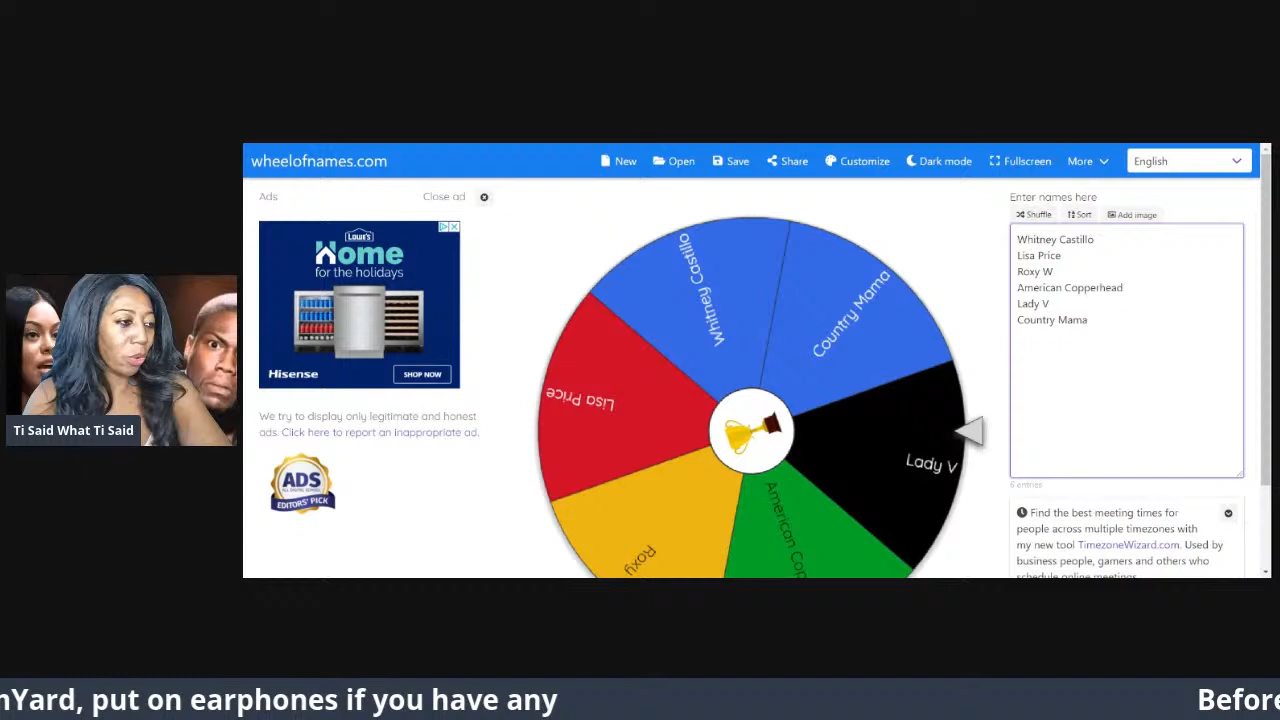 wheelofnames.com
New
Open
Save
Share
Customize
Dark mode
Fullscreen
More
English
Ads
Close ad
LOWE'S
Home
for the holidays
Hisense
SHOP NOW
We try to display only legitimate and honest
ads. Click here to report an inappropriate ad.
ADS
EDITORS' PICK
Whitney Castillo
Country Mama
Lisa Price
Lady V
Roxy
American Cop
Enter names here
Shuffle
Sort
Add image
Whitney Castillo
Lisa Price
Roxy W
American Copperhead
Lady V
Country Mama
6 entries
Find the best meeting times for
people across multiple timezones with
my new tool TimezoneWizard.com. Used by
business people, gamers and others who
schedule online meetings.
Ti Said What Ti Said
nYard, put on earphones if you have any
Before